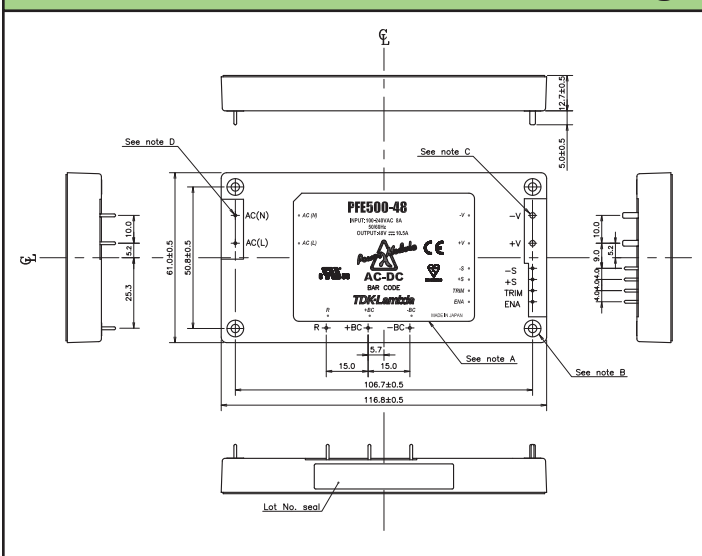 ℄
12.7±0.5
5.0±0.5
See note D
See note C
AC(N)
AC(L)
AC (N)
AC (L)
PFE500-48
INPUT:100-240VAC 8A
50/60Hz
OUTPUT:48V 10.5A
Power Module
AC-DC
BAR CODE
TDK-Lambda
MADE IN JAPAN
-V
+V
-S
+S
TRIM
ENA
R
+BC
-BC
−V
+V
−S
+S
TRIM
ENA
R
+BC
−BC
℄
10.0
5.2
25.3
61.0±0.5
50.8±0.5
10.0
9.0
5.2
4.0
4.0
4.0
5.7
15.0
15.0
See note A
See note B
106.7±0.5
116.8±0.5
Lot No. seal